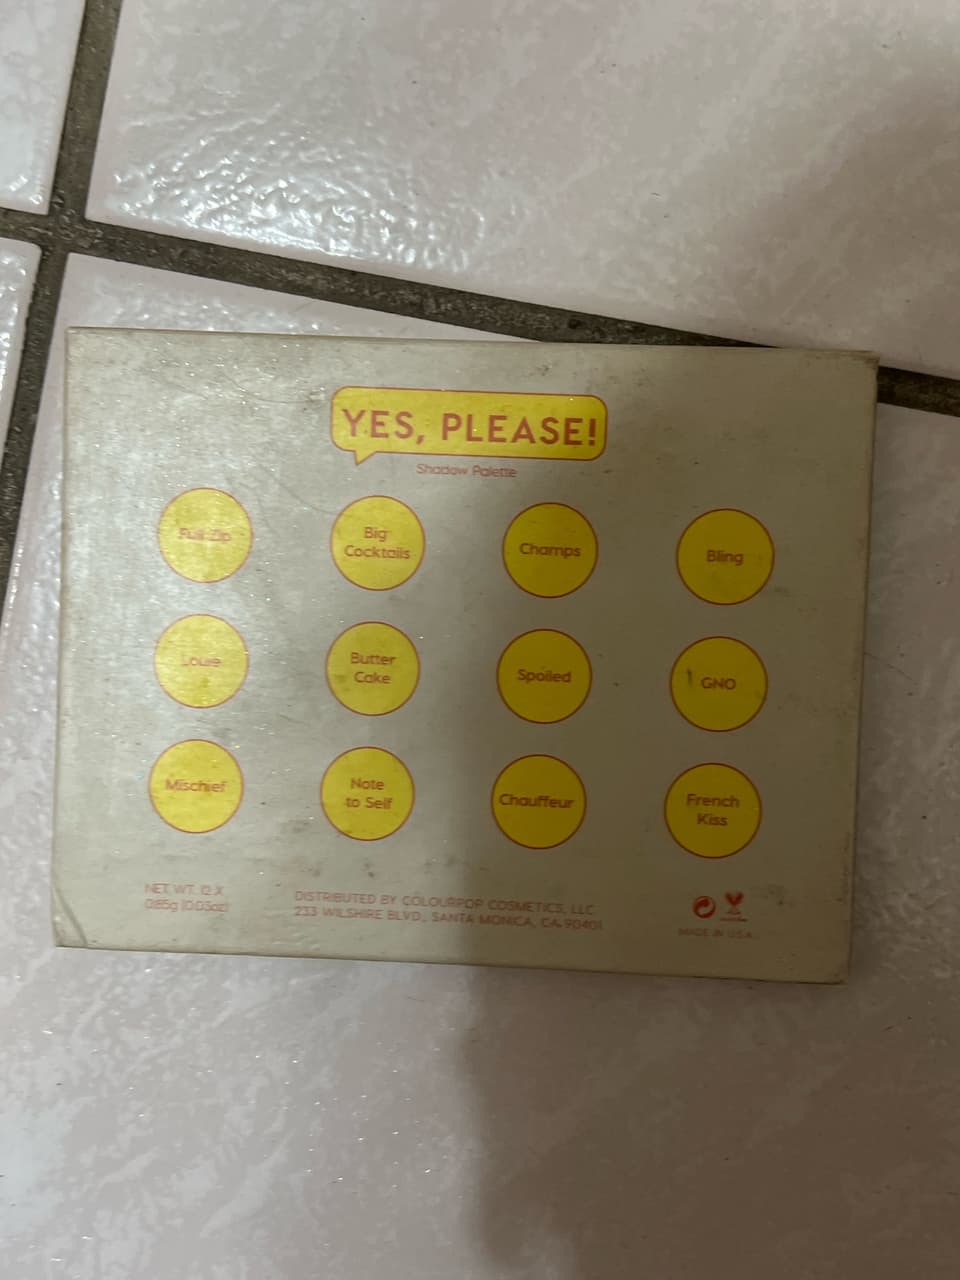 YES, PLEASE!
Shadow Palette
Full Zip
Big
Cocktails
Champs
Bling
Louie
Butter
Cake
Spoiled
GNO
Mischief
Note
to Self
Chauffeur
French
Kiss
NET. WT. 12 X
0.85g (0.03oz)
DISTRIBUTED BY COLOURPOP COSMETICS, LLC
233 WILSHIRE BLVD., SANTA MONICA, CA 90401
MADE IN U.S.A.